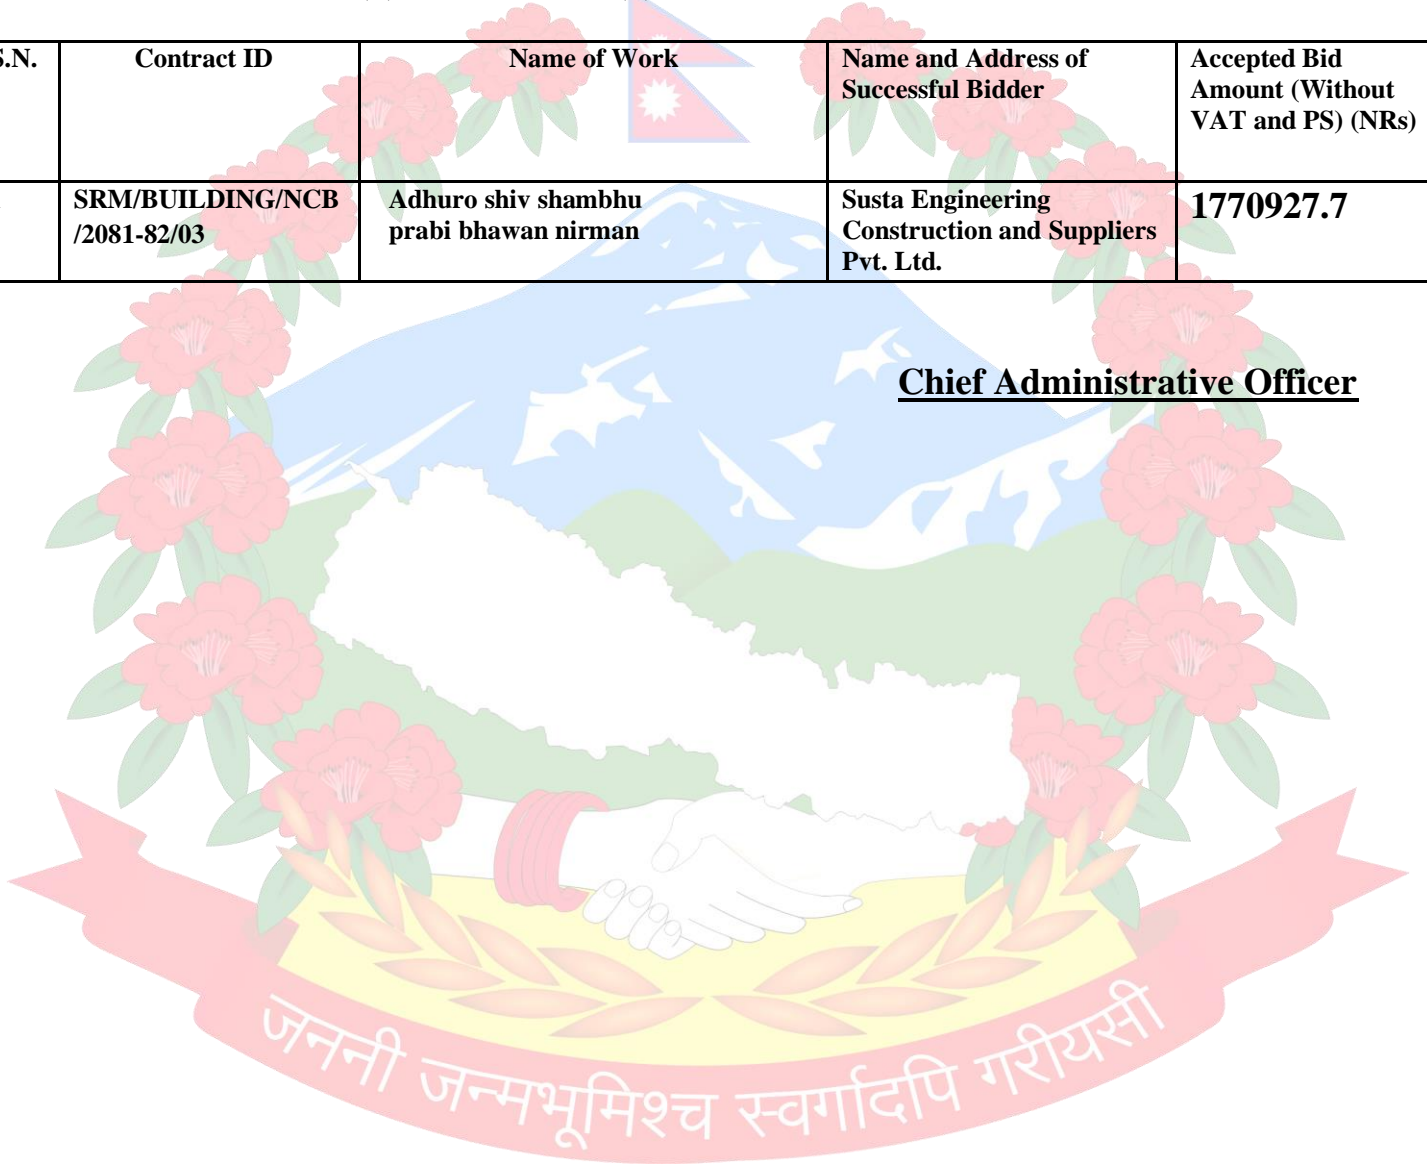 S.N.
Contract ID
Name of Work
Name and Address of
Successful Bidder
Accepted Bid
Amount (Without
VAT and PS) (NRs)
SRM/BUILDING/NCB
/2081-82/03
Adhuro shiv shambhu
prabi bhawan nirman
Susta Engineering
Construction and Suppliers
Pvt. Ltd.
1770927.7
Chief Administrative Officer
जननी जन्मभूमिश्च स्वर्गादपि गरीयसी